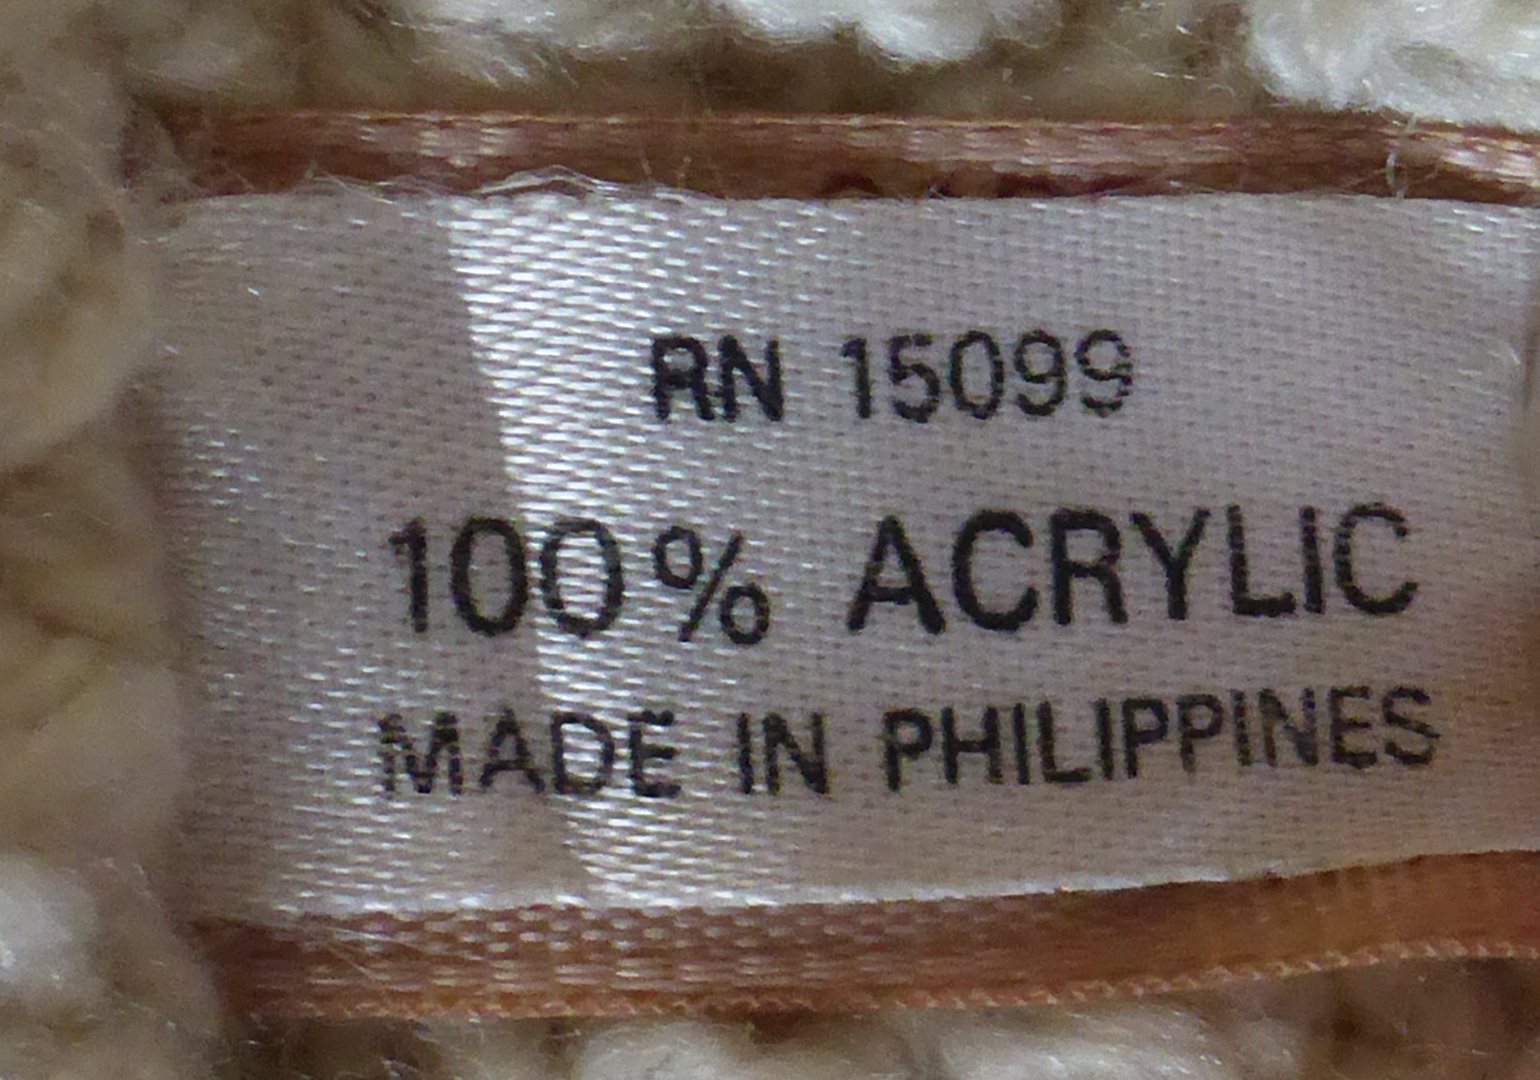 RN 15099
100% ACRYLIC
MADE IN PHILIPPINES